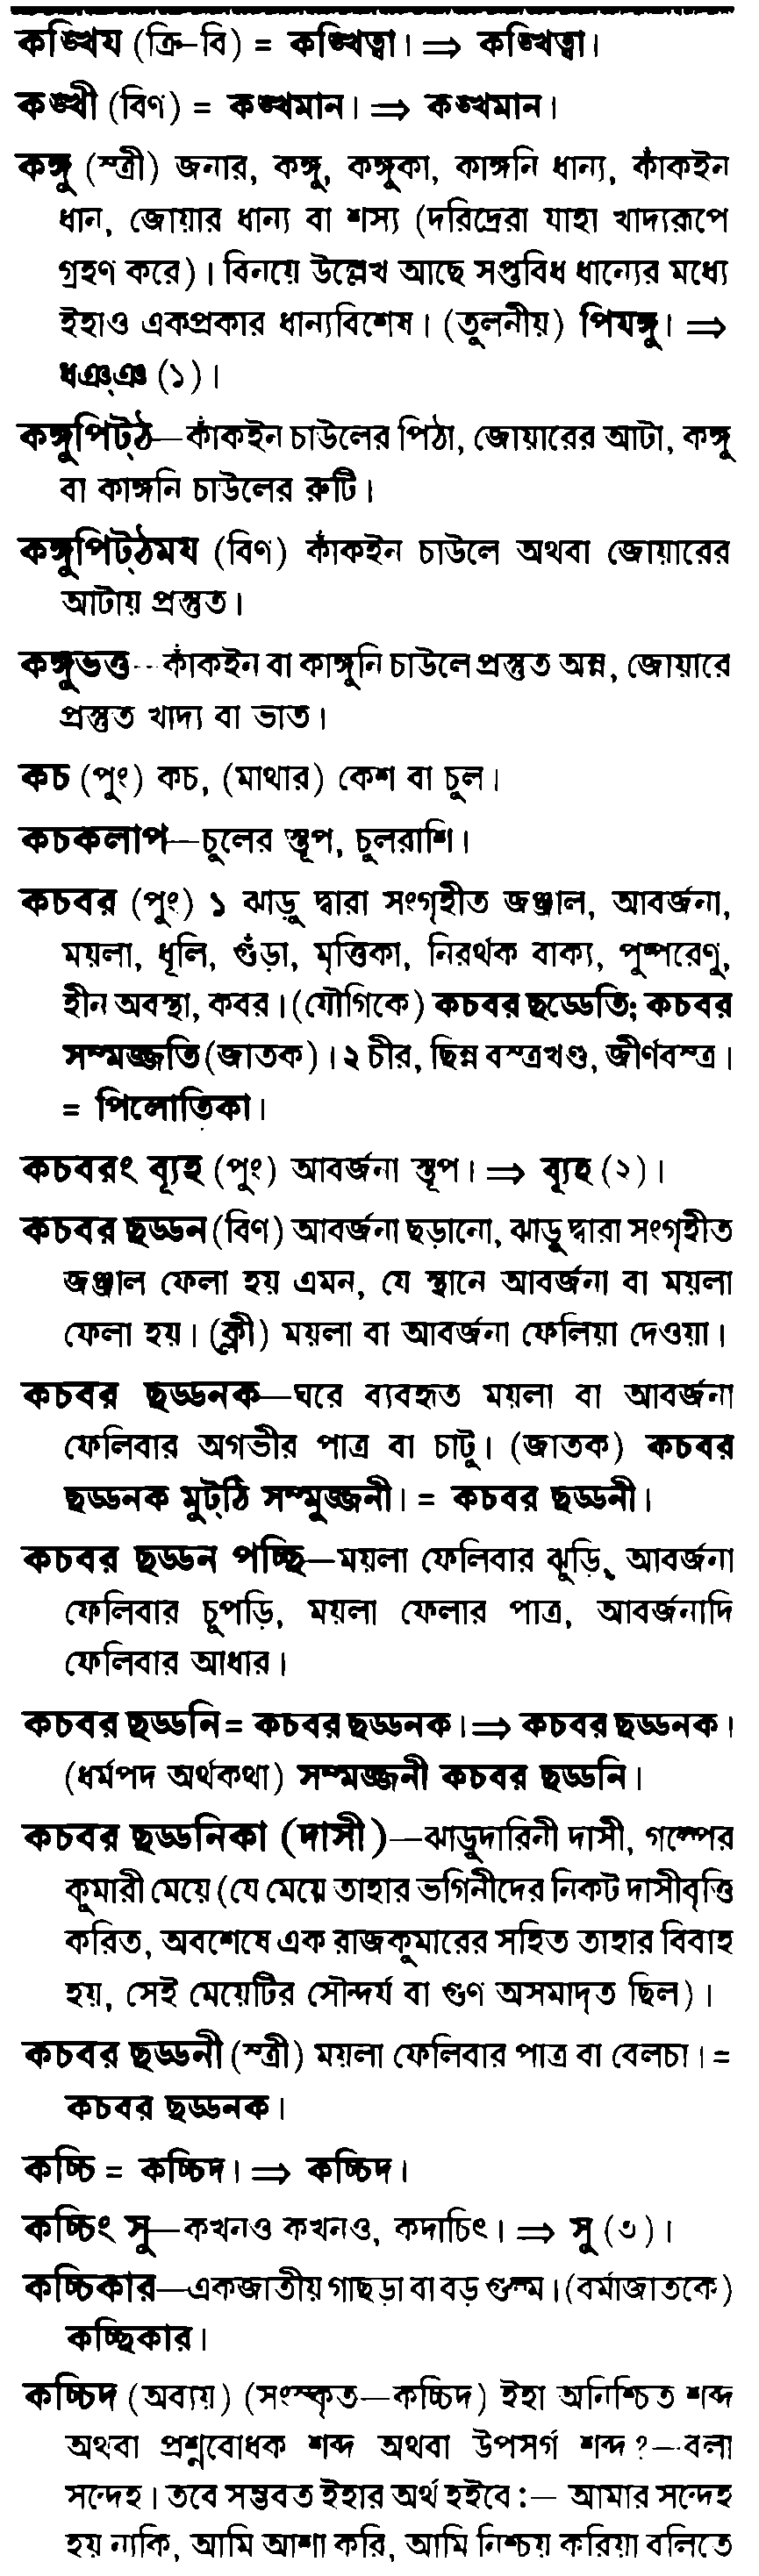 কঙ্খিয (ক্রি-বি) = কঙ্খিত্বা। ⇒ কঙ্খিত্বা।
কঙ্খী (বিণ) = কঙ্খমান। ⇒ কঙ্খমান।
কঙ্গু (স্ত্রী) জনার, কঙ্গু, কঙ্গুকা, কাঙ্গনি ধান্য, কাঁকইন
ধান, জোয়ার ধান্য বা শস্য (দরিদ্রেরা যাহা খাদ্যরূপে
গ্রহণ করে)। বিনয়ে উল্লেখ আছে সপ্তবিধ ধান্যের মধ্যে
ইহাও একপ্রকার ধান্যবিশেষ। (তুলনীয়) পিযঙ্গু। ⇒
ধঞ্ঞ (১)।
কঙ্গুপিট্ঠ—কাঁকইন চাউলের পিঠা, জোয়ারের আটা, কঙ্গু
বা কাঙ্গনি চাউলের রুটি।
কঙ্গুপিট্ঠময (বিণ) কাঁকইন চাউলে অথবা জোয়ারের
আটায় প্রস্তুত।
কঙ্গুভত্ত—কাঁকইন বা কাঙ্গুনি চাউলে প্রস্তুত অন্ন, জোয়ারে
প্রস্তুত খাদ্য বা ভাত।
কচ (পুং) কচ, (মাথার) কেশ বা চুল।
কচকলাপ—চুলের স্তূপ, চুলরাশি।
কচবর (পুং) ১ ঝাড়ু দ্বারা সংগৃহীত জঞ্জাল, আবর্জনা,
ময়লা, ধূলি, গুঁড়া, মৃত্তিকা, নিরর্থক বাক্য, পুষ্পরেণু,
হীন অবস্থা, কবর। (যৌগিকে) কচবর ছড্ডেতি; কচবর
সম্মজ্জতি (জাতক)। ২ চীর, ছিন্ন বস্ত্রখণ্ড, জীর্ণবস্ত্র।
= পিলোতিকা।
কচবরং ব্যূহ (পুং) আবর্জনা স্তূপ। ⇒ ব্যূহ (২)।
কচবর ছড্ডন (বিণ) আবর্জনা ছড়ানো, ঝাড়ু দ্বারা সংগৃহীত
জঞ্জাল ফেলা হয় এমন, যে স্থানে আবর্জনা বা ময়লা
ফেলা হয়। (ক্লী) ময়লা বা আবর্জনা ফেলিয়া দেওয়া।
কচবর ছড্ডনক—ঘরে ব্যবহৃত ময়লা বা আবর্জনা
ফেলিবার অগভীর পাত্র বা চাটু। (জাতক) কচবর
ছড্ডনক মুট্ঠি সম্মুজ্জনী। = কচবর ছড্ডনী।
কচবর ছড্ডন পচ্ছি—ময়লা ফেলিবার ঝুড়ি, আবর্জনা
ফেলিবার চুপড়ি, ময়লা ফেলার পাত্র, আবর্জনাদি
ফেলিবার আধার।
কচবর ছড্ডনি = কচবর ছড্ডনক। ⇒ কচবর ছড্ডনক।
(ধর্মপদ অর্থকথা) সম্মজ্জনী কচবর ছড্ডনি।
কচবর ছড্ডনিকা (দাসী)—ঝাড়ুদারিনী দাসী, গল্পের
কুমারী মেয়ে (যে মেয়ে তাহার ভগিনীদের নিকট দাসীবৃত্তি
করিত, অবশেষে এক রাজকুমারের সহিত তাহার বিবাহ
হয়, সেই মেয়েটির সৌন্দর্য বা গুণ অসমাদৃত ছিল)।
কচবর ছড্ডনী (স্ত্রী) ময়লা ফেলিবার পাত্র বা বেলচা। =
কচবর ছড্ডনক।
কচ্চি = কচ্চিদ। ⇒ কচ্চিদ।
কচ্চিং সু—কখনও কখনও, কদাচিৎ। ⇒ সু (৩)।
কচ্চিকার—একজাতীয় গাছড়া বা বড় গুল্ম। (বর্মাজাতকে)
কচ্ছিকার।
কচ্চিদ (অব্যয়) (সংস্কৃত—কচ্চিদ) ইহা অনিশ্চিত শব্দ
অথবা প্রশ্নবোধক শব্দ অথবা উপসর্গ শব্দ?—বলা
সন্দেহ। তবে সম্ভবত ইহার অর্থ হইবে :— আমার সন্দেহ
হয় নাকি, আমি আশা করি, আমি নিশ্চয় করিয়া বলিতে